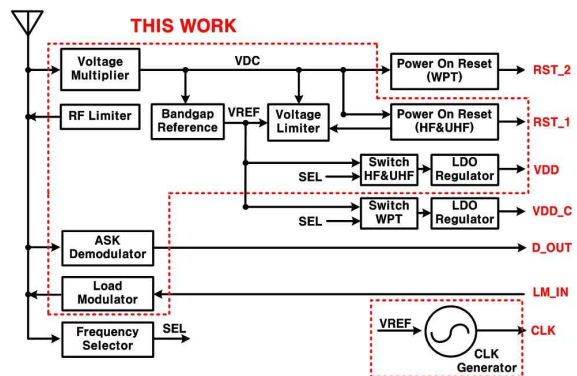 THIS WORK
Voltage
Multiplier
VDC
Power On Reset
(WPT)
RST_2
RF Limiter
Bandgap
Reference
VREF
Voltage
Limiter
Power On Reset
(HF&UHF)
RST_1
SEL
Switch
HF&UHF
LDO
Regulator
VDD
SEL
Switch
WPT
LDO
Regulator
VDD_C
ASK
Demodulator
D_OUT
Load
Modulator
LM_IN
Frequency
Selector
SEL
VREF
CLK
Generator
CLK